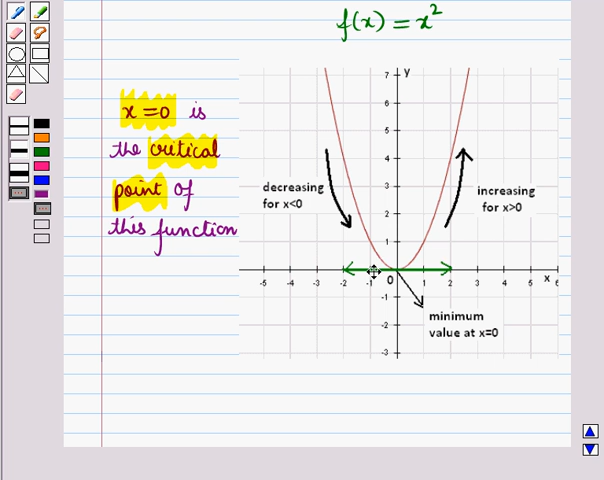 f(x) = x²
x = 0 is
the critical
point of
this function
y
7
6
5
4
3
2
1
decreasing
for x<0
increasing
for x>0
-5 -4 -3 -2 -1 0 1 2 3 4 5 6
x
-1
-2
-3
minimum
value at x=0